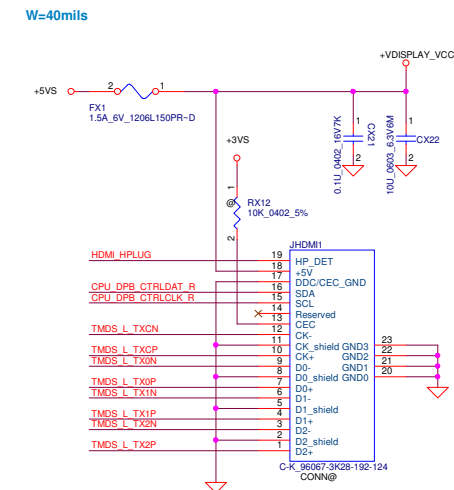 W=40mils
+VDISPLAY_VCC
+5VS
2
1
FX1
1.5A_6V_1206L150PR~D
+3VS
1
2
CX21
0.1U_0402_16V7K
1
2
CX22
10U_0603_6.3V6M
1
@
RX12
10K_0402_5%
2
JHDMI1
HDMI_HPLUG
19
HP_DET
18
+5V
17
DDC/CEC_GND
CPU_DPB_CTRLDAT_R
16
SDA
CPU_DPB_CTRLCLK_R
15
SCL
14
Reserved
13
CEC
TMDS_L_TXCN
12
CK-
11
CK_shield
GND3
23
TMDS_L_TXCP
10
CK+
GND2
22
TMDS_L_TX0N
9
D0-
GND1
21
8
D0_shield
GND0
20
TMDS_L_TX0P
7
D0+
TMDS_L_TX1N
6
D1-
5
D1_shield
TMDS_L_TX1P
4
D1+
TMDS_L_TX2N
3
D2-
2
D2_shield
TMDS_L_TX2P
1
D2+
C-K_96067-3K28-192-124
CONN@